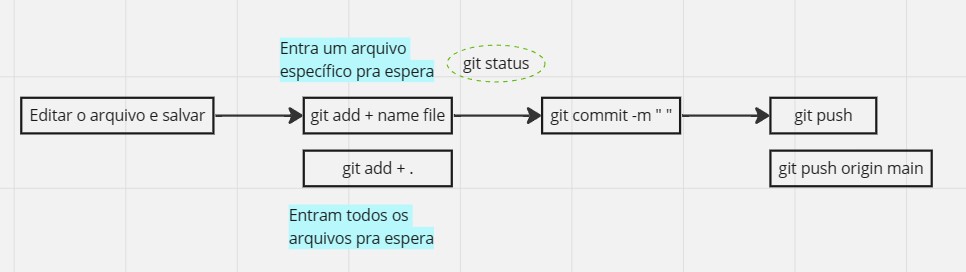 Entra um arquivo
específico pra espera
git status
Editar o arquivo e salvar
git add + name file
git commit -m " "
git push
git add + .
git push origin main
Entram todos os
arquivos pra espera